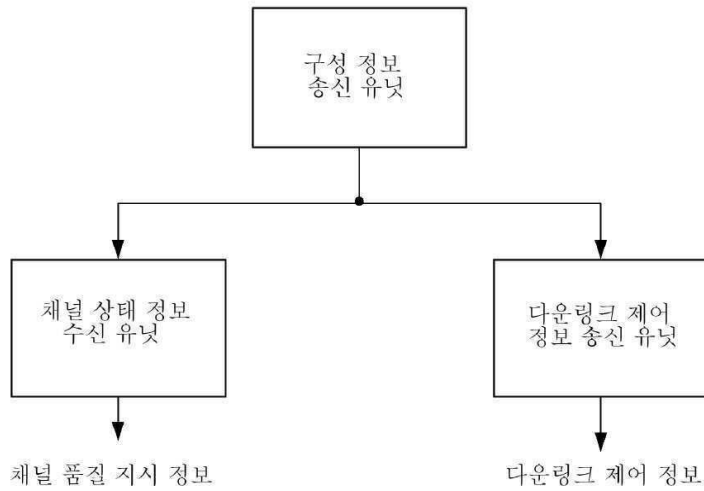 구성 정보
송신 유닛
채널 상태 정보
수신 유닛
다운링크 제어
정보 송신 유닛
채널 품질 지시 정보
다운링크 제어 정보